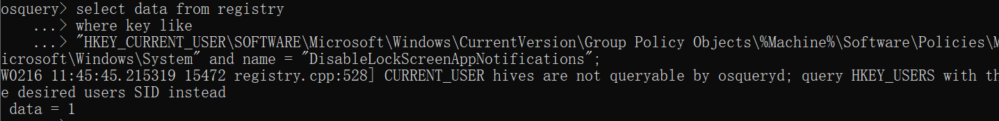 osquery> select data from registry
...> where key like
...> "HKEY_CURRENT_USER\SOFTWARE\Microsoft\Windows\CurrentVersion\Group Policy Objects\%Machine%\Software\Policies\M
icrosoft\Windows\System" and name = "DisableLockScreenAppNotifications";
W0216 11:45:45.215319 15472 registry.cpp:528] CURRENT_USER hives are not queryable by osqueryd; query HKEY_USERS with th
e desired users SID instead
data = 1